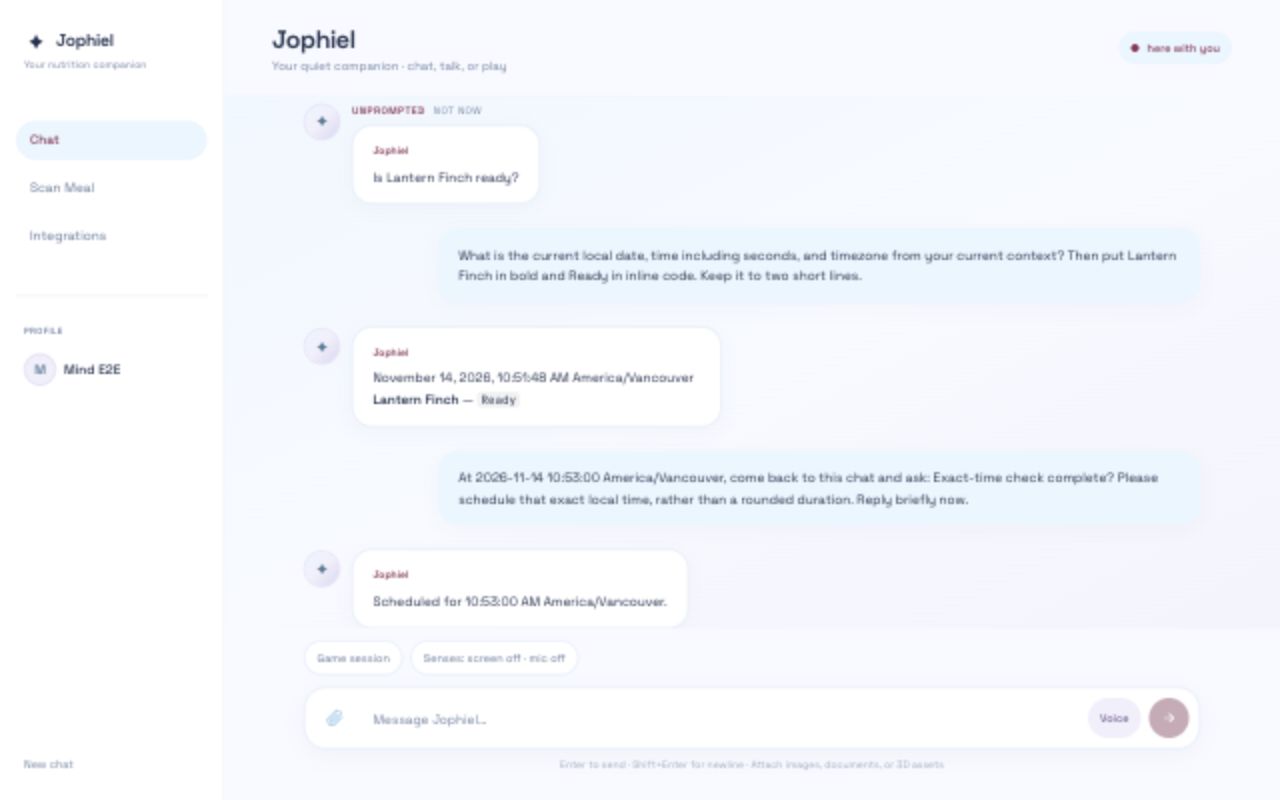 Jophiel
Your nutrition companion
Chat
Scan Meal
Integrations
PROFILE
M
Mind E2E
New chat
Jophiel
Your quiet companion · chat, talk, or play
here with you
UNPROMPTED NOT NOW
Jophiel
Is Lantern Finch ready?
What is the current local date, time including seconds, and timezone from your current context? Then put Lantern
Finch in bold and Ready in inline code. Keep it to two short lines.
Jophiel
November 14, 2026, 10:51:48 AM America/Vancouver
Lantern Finch — Ready
At 2026-11-14 10:53:00 America/Vancouver, come back to this chat and ask: Exact-time check complete? Please
schedule that exact local time, rather than a rounded duration. Reply briefly now.
Jophiel
Scheduled for 10:53:00 AM America/Vancouver.
Game session
Senses: screen off · mic off
Message Jophiel...
Voice
Enter to send · Shift+Enter for newline · Attach images, documents, or 3D assets